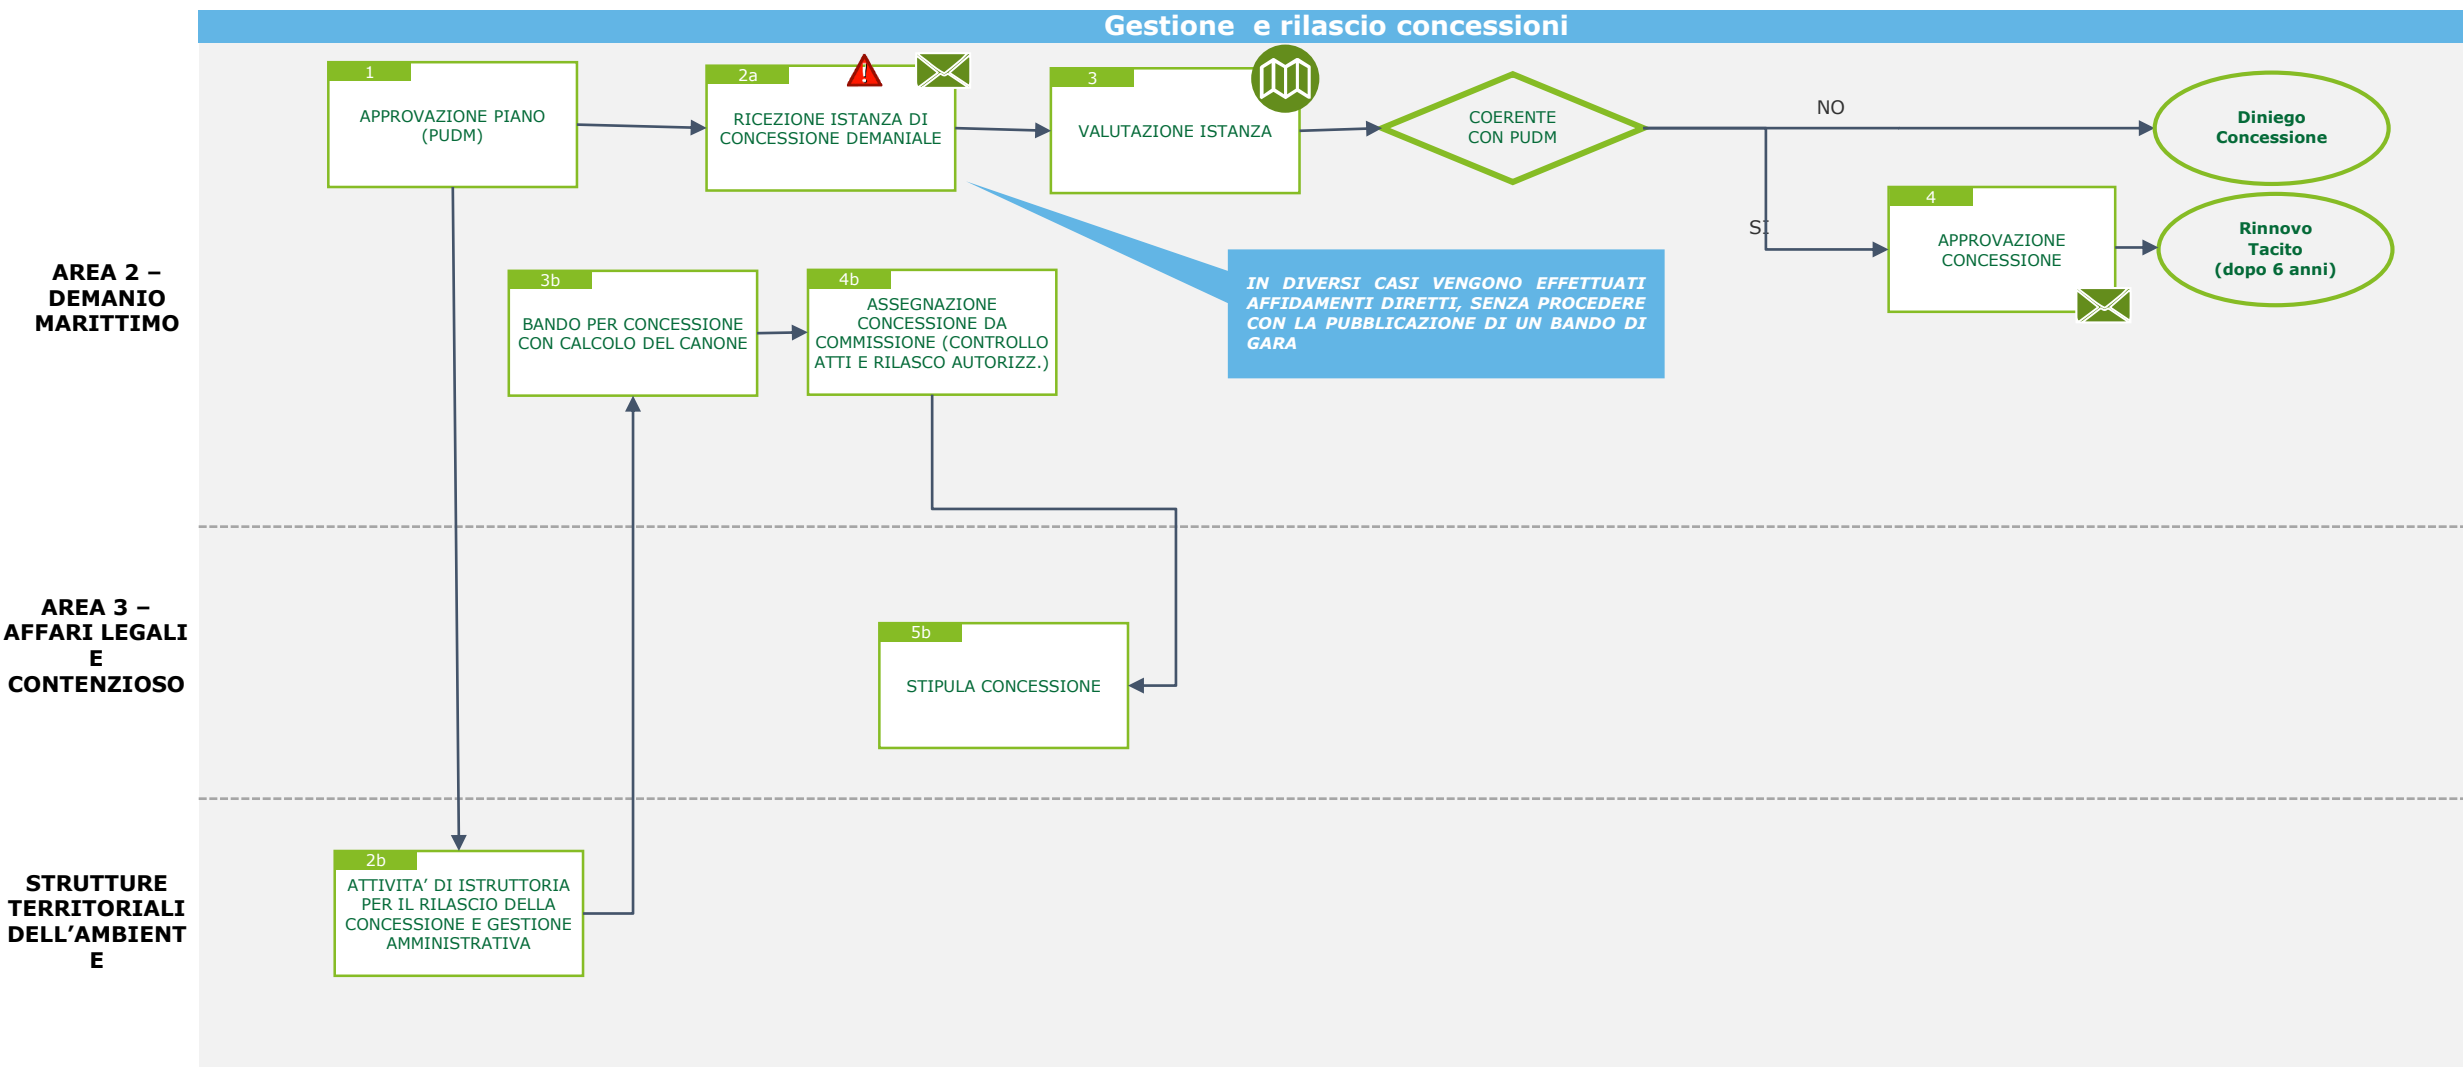 Gestione  e rilascio concessioni
1
APPROVAZIONE PIANO
(PUDM)
2a
RICEZIONE ISTANZA DI
CONCESSIONE DEMANIALE
3
VALUTAZIONE ISTANZA
COERENTE
CON PUDM
NO
Diniego
Concessione
SI
4
APPROVAZIONE
CONCESSIONE
Rinnovo
Tacito
(dopo 6 anni)
AREA 2 –
DEMANIO
MARITTIMO
3b
BANDO PER CONCESSIONE
CON CALCOLO DEL CANONE
4b
ASSEGNAZIONE
CONCESSIONE DA
COMMISSIONE (CONTROLLO
ATTI E RILASCO AUTORIZZ.)
IN DIVERSI CASI VENGONO EFFETTUATI
AFFIDAMENTI DIRETTI, SENZA PROCEDERE
CON LA PUBBLICAZIONE DI UN BANDO DI
GARA
AREA 3 –
AFFARI LEGALI
E
CONTENZIOSO
5b
STIPULA CONCESSIONE
STRUTTURE
TERRITORIALI
DELL’AMBIENT
E
2b
ATTIVITA’ DI ISTRUTTORIA
PER IL RILASCIO DELLA
CONCESSIONE E GESTIONE
AMMINISTRATIVA